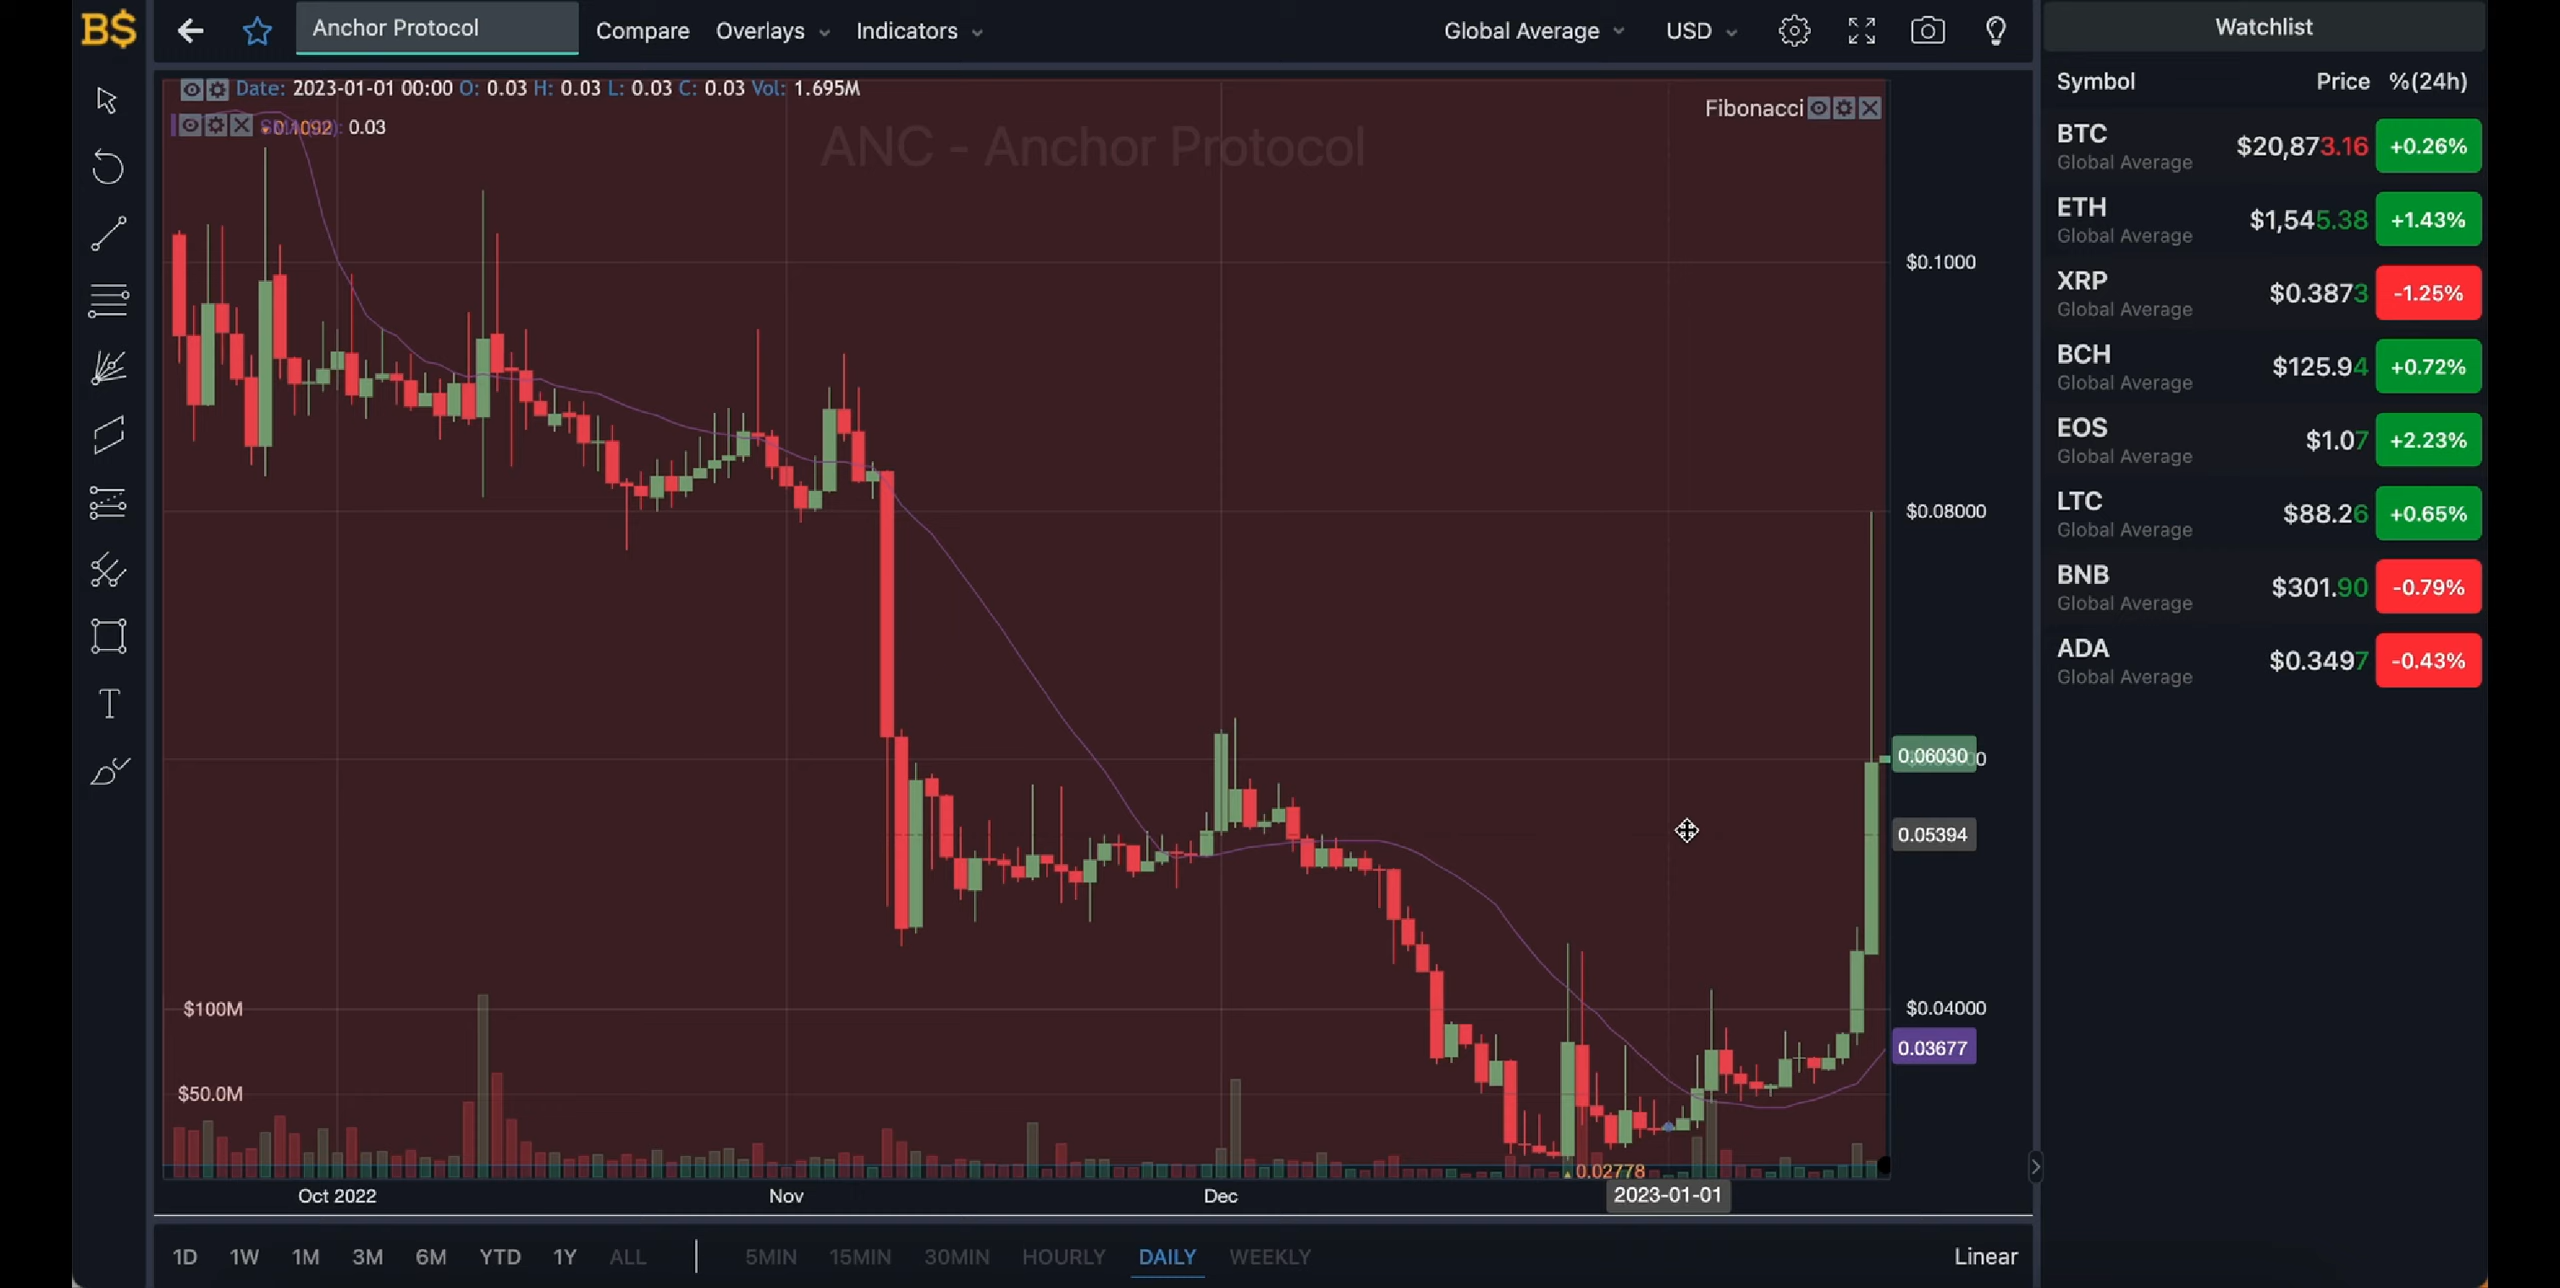 B$
Anchor Protocol
Compare
Overlays
Indicators
Global Average
USD
Date: 2023-01-01 00:00 O: 0.03 H: 0.03 L: 0.03 C: 0.03 Vol: 1.695M
0.1092
0.03
Fibonacci
ANC - Anchor Protocol
$0.1000
$0.08000
0.06030
0.05394
$0.04000
0.03677
$100M
$50.0M
0.02778
Oct 2022
Nov
Dec
2023-01-01
1D
1W
1M
3M
6M
YTD
1Y
ALL
5MIN
15MIN
30MIN
HOURLY
DAILY
WEEKLY
Linear
Watchlist
Symbol Price %(24h)
BTC $20,873.16 +0.26%
Global Average
ETH $1,545.38 +1.43%
Global Average
XRP $0.3873 -1.25%
Global Average
BCH $125.94 +0.72%
Global Average
EOS $1.07 +2.23%
Global Average
LTC $88.26 +0.65%
Global Average
BNB $301.90 -0.79%
Global Average
ADA $0.3497 -0.43%
Global Average